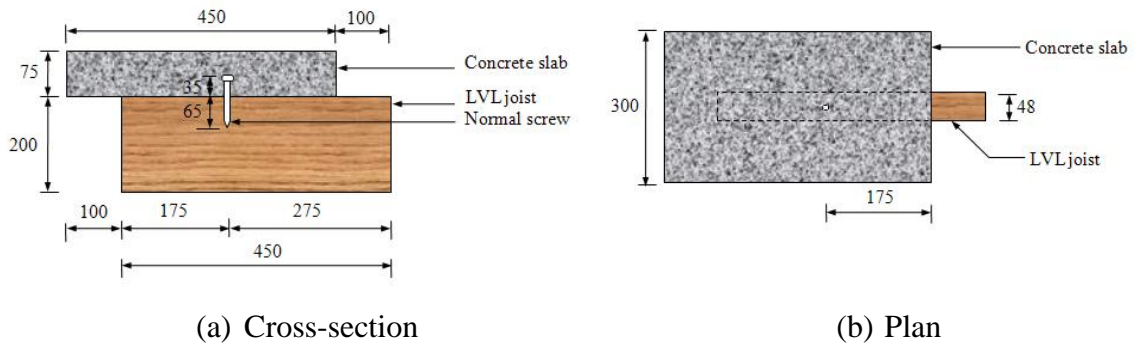 450
100
75
35
65
200
Concrete slab
LVL joist
Normal screw
100
175
275
450
(a) Cross-section
300
Concrete slab
48
LVL joist
175
(b) Plan